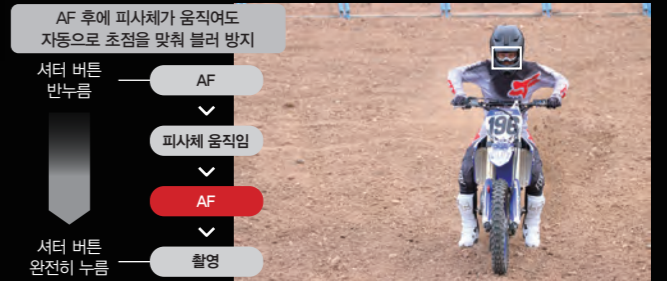 AF 후에 피사체가 움직여도
자동으로 초점을 맞춰 블러 방지
셔터 버튼
반누름
AF
피사체 움직임
AF
셔터 버튼
완전히 누름
촬영
196